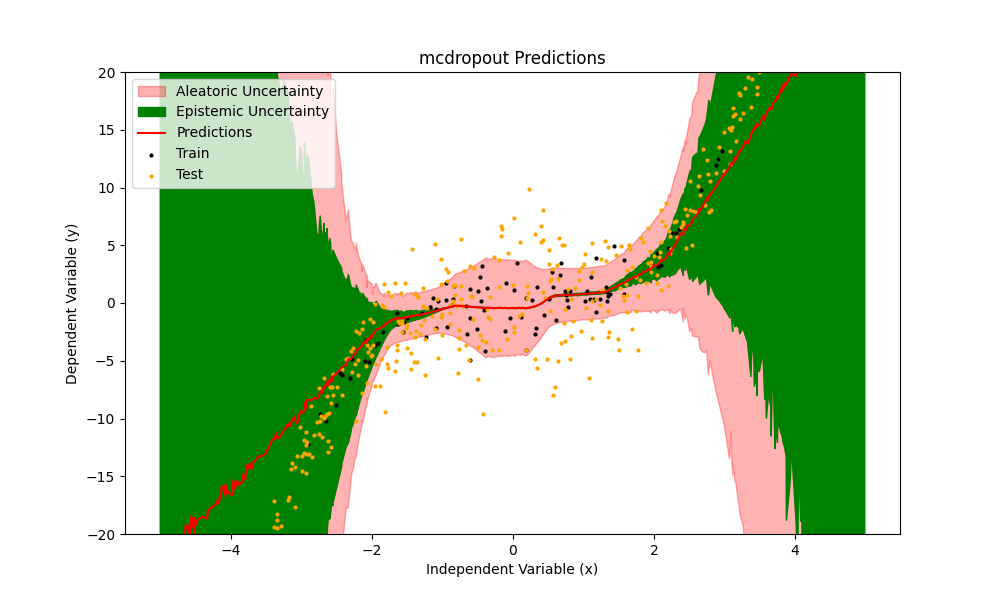 mcdropout Predictions
20
15
10
5
0
−5
−10
−15
−20
Dependent Variable (y)
Aleatoric Uncertainty
Epistemic Uncertainty
Predictions
Train
Test
−4 −2 0 2 4
Independent Variable (x)